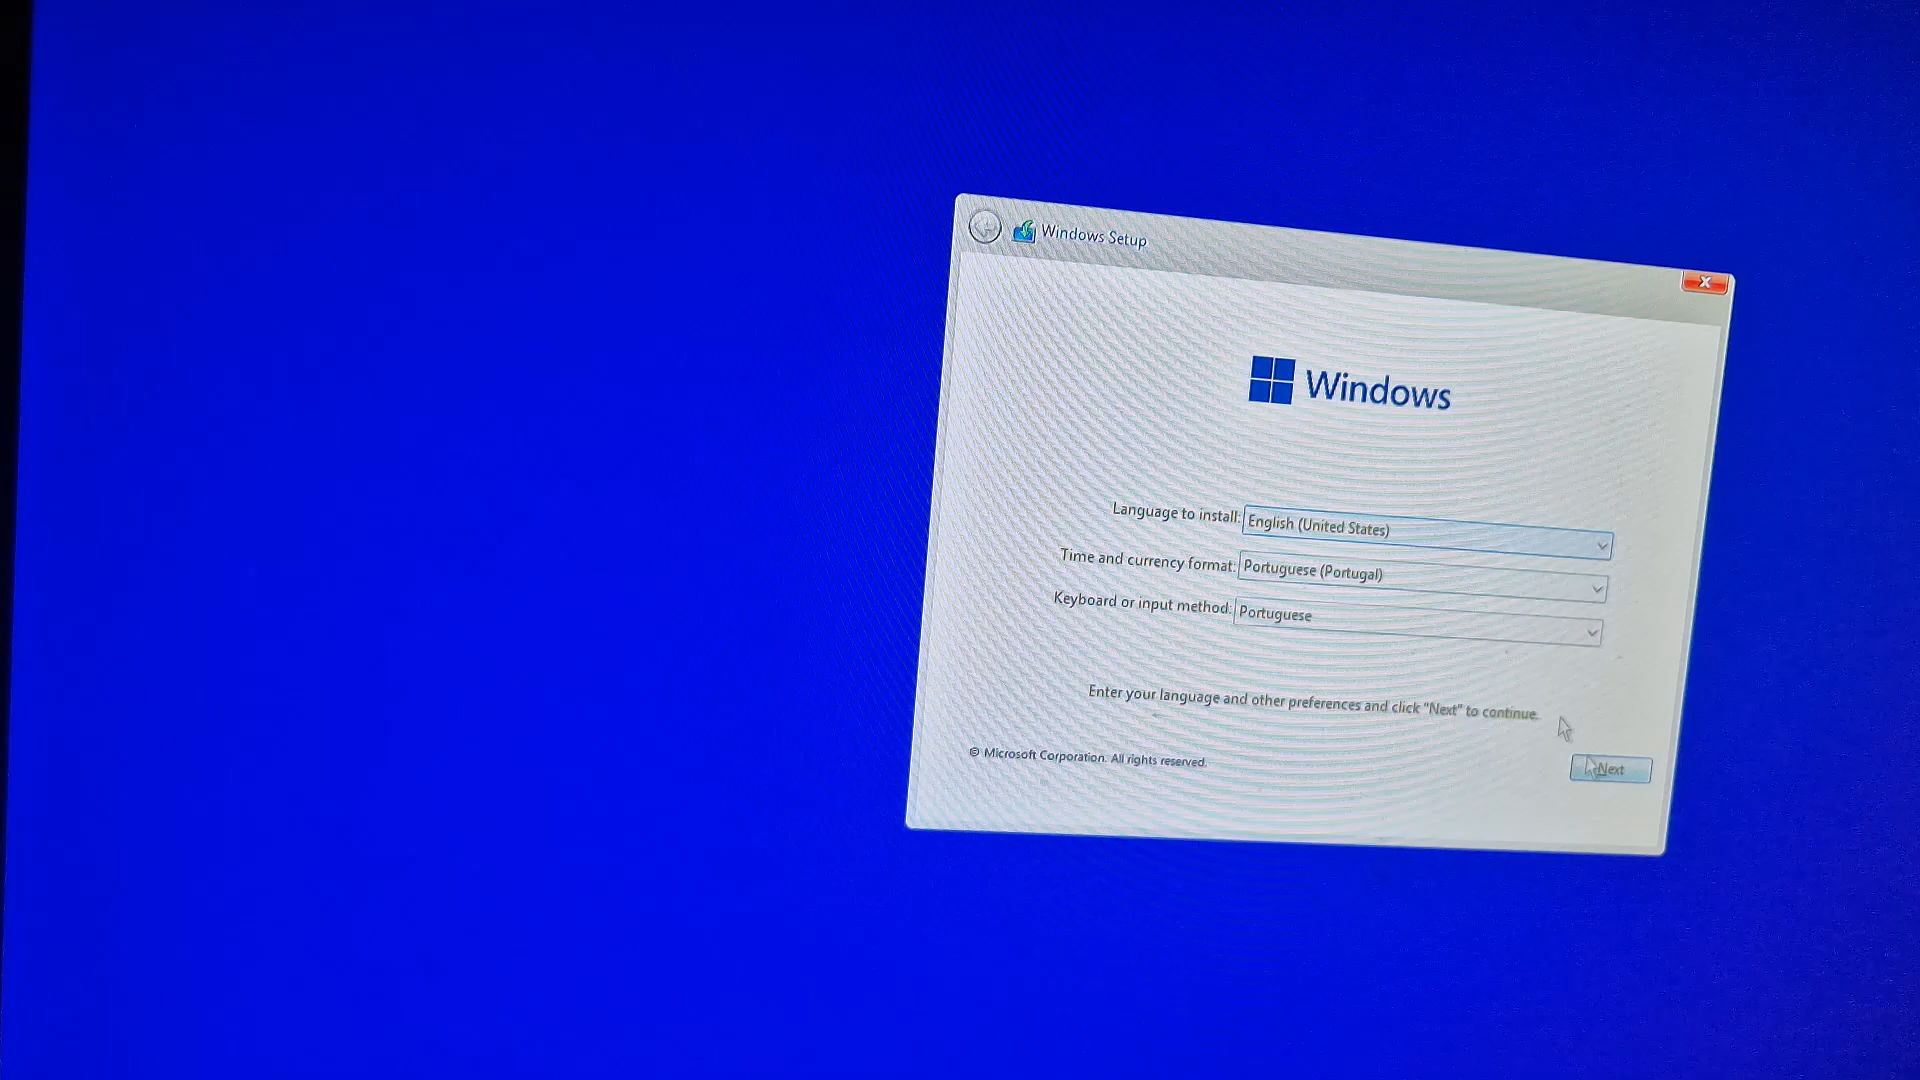 Windows Setup
Windows
Language to install: English (United States)
Time and currency format: Portuguese (Portugal)
Keyboard or input method: Portuguese
Enter your language and other preferences and click "Next" to continue.
© Microsoft Corporation. All rights reserved.
Next